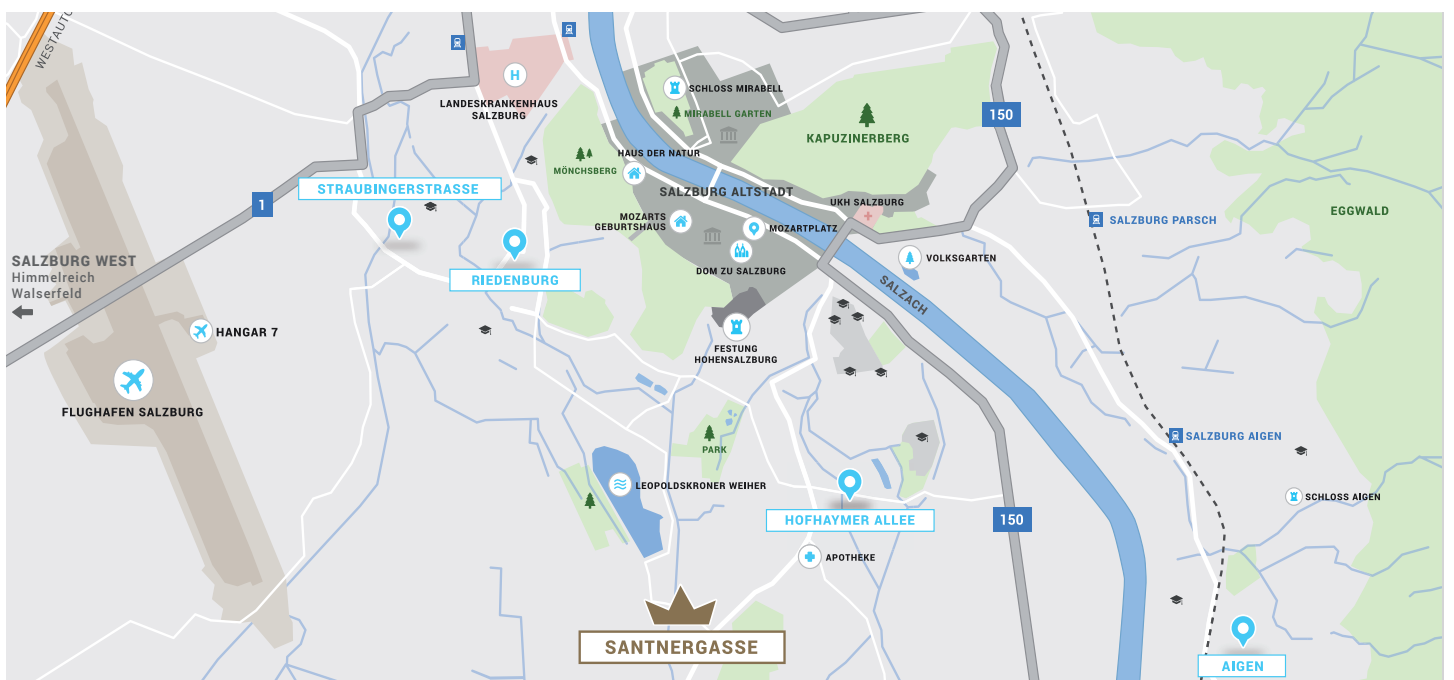 WESTAUTO
H
LANDESKRANKENHAUS
SALZBURG
SCHLOSS MIRABELL
MIRABELL GARTEN
150
KAPUZINERBERG
HAUS DER NATUR
MÖNCHSBERG
STRAUBINGERSTRASSE
SALZBURG ALTSTADT
1
UKH SALZBURG
EGGWALD
MOZARTS
GEBURTSHAUS
MOZARTPLATZ
SALZBURG PARSCH
SALZBURG WEST
Himmelreich
Walserfeld
RIEDENBURG
DOM ZU SALZBURG
VOLKSGARTEN
SALZACH
HANGAR 7
FESTUNG
HOHENSALZBURG
FLUGHAFEN SALZBURG
SALZBURG AIGEN
PARK
LEOPOLDSKRONER WEIHER
SCHLOSS AIGEN
HOFHAYMER ALLEE
150
APOTHEKE
SANTNERGASSE
AIGEN